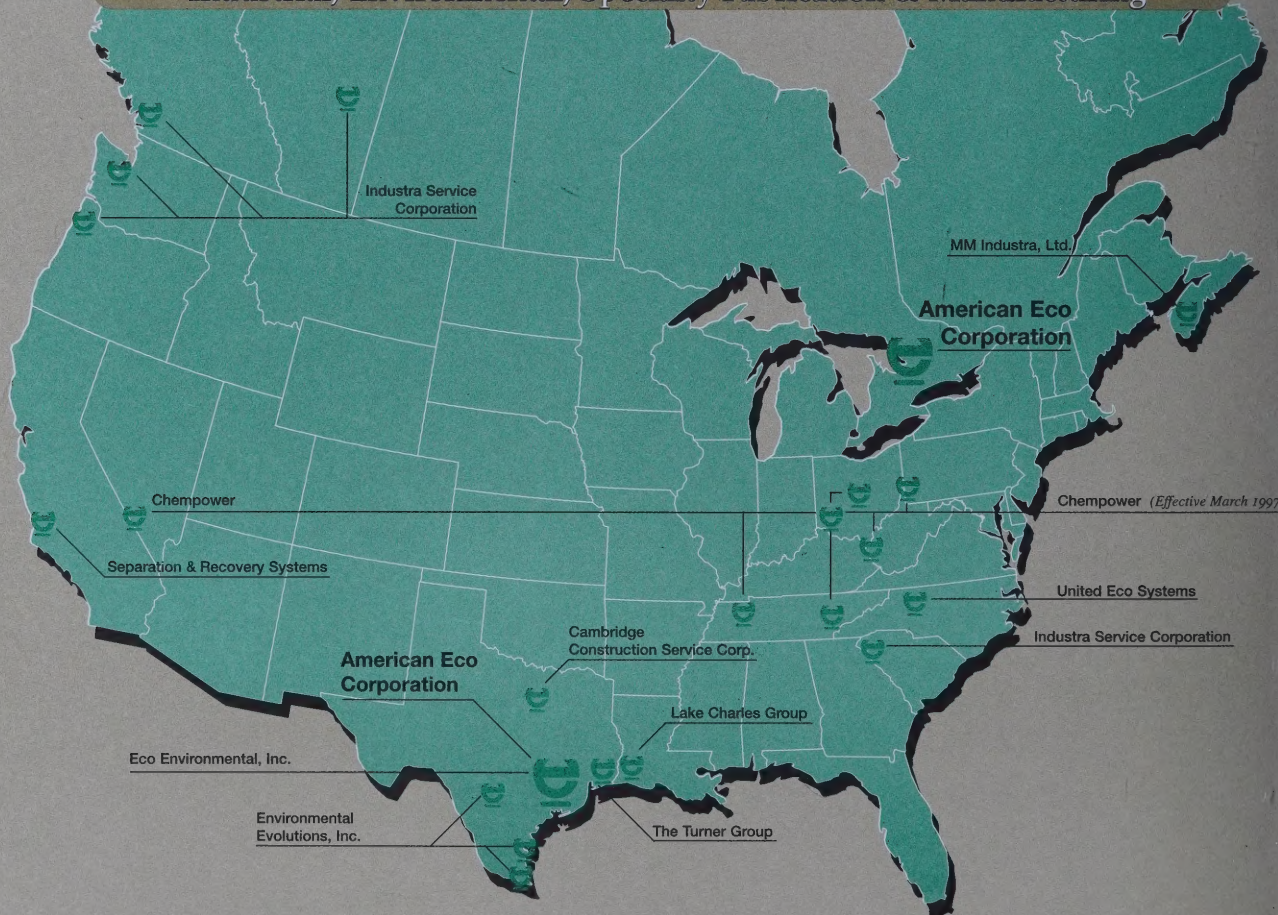 Industra Service
Corporation
MM Industra, Ltd.
American Eco
Corporation
Chempower
Chempower (Effective March 1997
Separation & Recovery Systems
United Eco Systems
Cambridge
Construction Service Corp.
Industra Service Corporation
American Eco
Corporation
Lake Charles Group
Eco Environmental, Inc.
Environmental
Evolutions, Inc.
The Turner Group